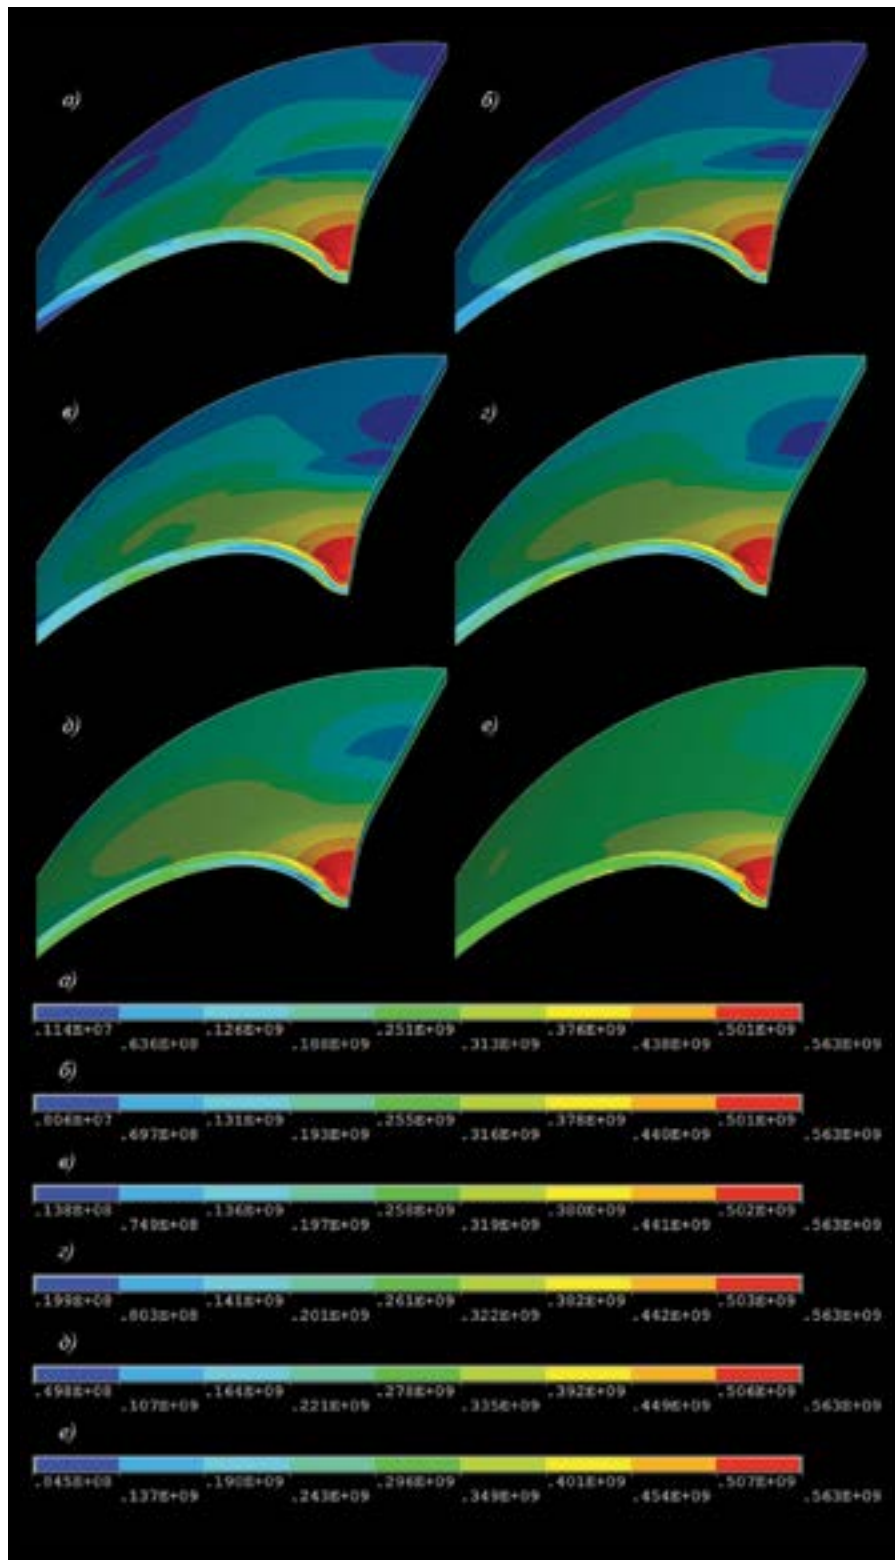 а)
б)
в)
г)
д)
е)
а)
.114E+07 .126E+09 .251E+09 .376E+09 .501E+09
.636E+08 .188E+09 .313E+09 .438E+09 .563E+09
б)
.806E+07 .131E+09 .255E+09 .378E+09 .501E+09
.697E+08 .193E+09 .316E+09 .440E+09 .563E+09
в)
.138E+08 .136E+09 .258E+09 .380E+09 .502E+09
.749E+08 .197E+09 .319E+09 .441E+09 .563E+09
г)
.199E+08 .141E+09 .261E+09 .382E+09 .503E+09
.803E+08 .201E+09 .322E+09 .442E+09 .563E+09
д)
.498E+08 .164E+09 .278E+09 .392E+09 .506E+09
.107E+09 .221E+09 .335E+09 .449E+09 .563E+09
е)
.845E+08 .190E+09 .296E+09 .401E+09 .507E+09
.137E+09 .243E+09 .349E+09 .454E+09 .563E+09